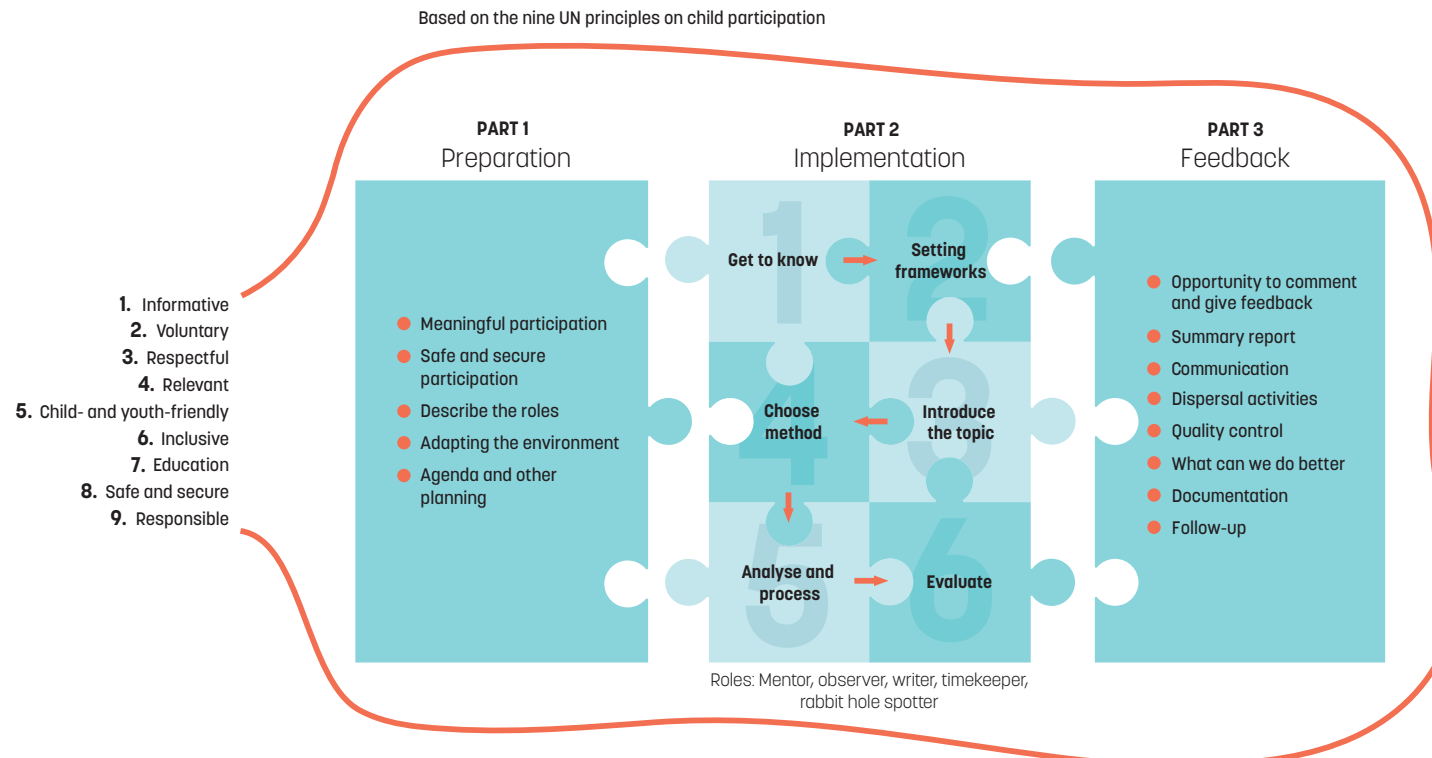 Based on the nine UN principles on child participation
1. Informative
2. Voluntary
3. Respectful
4. Relevant
5. Child- and youth-friendly
6. Inclusive
7. Education
8. Safe and secure
9. Responsible
PART 1
Preparation
Meaningful participation
Safe and secure
participation
Describe the roles
Adapting the environment
Agenda and other
planning
PART 2
Implementation
1
Get to know
2
Setting
frameworks
3
Introduce
the topic
4
Choose
method
5
Analyse and
process
6
Evaluate
Roles: Mentor, observer, writer, timekeeper,
rabbit hole spotter
PART 3
Feedback
Opportunity to comment
and give feedback
Summary report
Communication
Dispersal activities
Quality control
What can we do better
Documentation
Follow-up